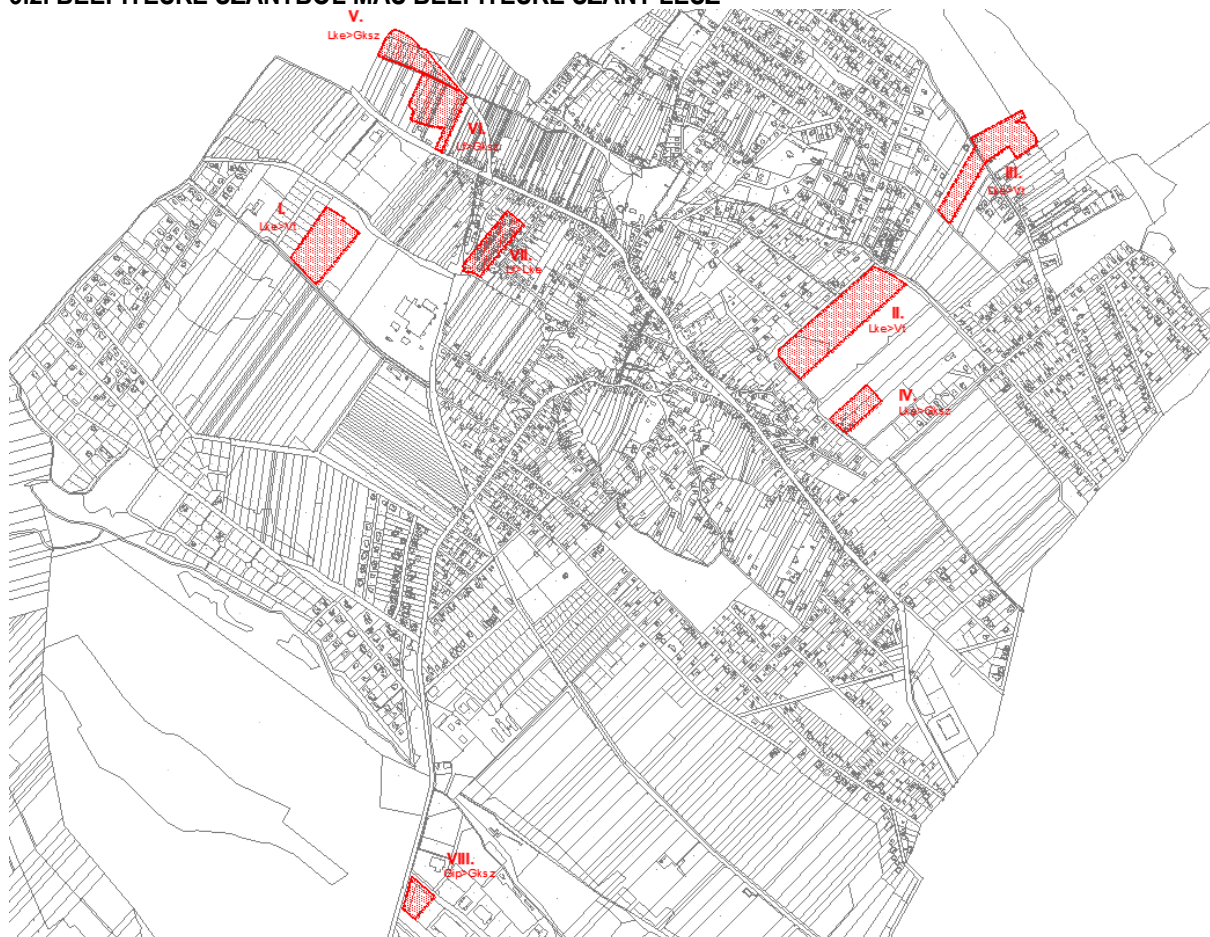 V.
Lke>Gksz
VI.
Lf>Gksz
I.
Lke>Vt
VII.
Lf>Lke
III.
Lke>Vt
II.
Lke>Vt
IV.
Lke>Gksz
VIII.
Gip>Gksz